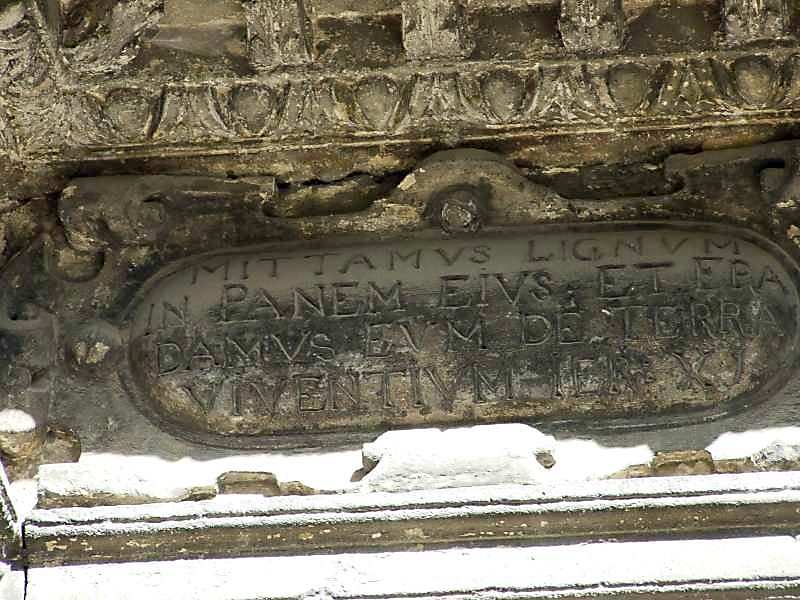 MITTAMVS LIGNVM
IN PANEM EIVS, ET ERA
DAMVS EVM DE TERRA
VIVENTIVM IER XI